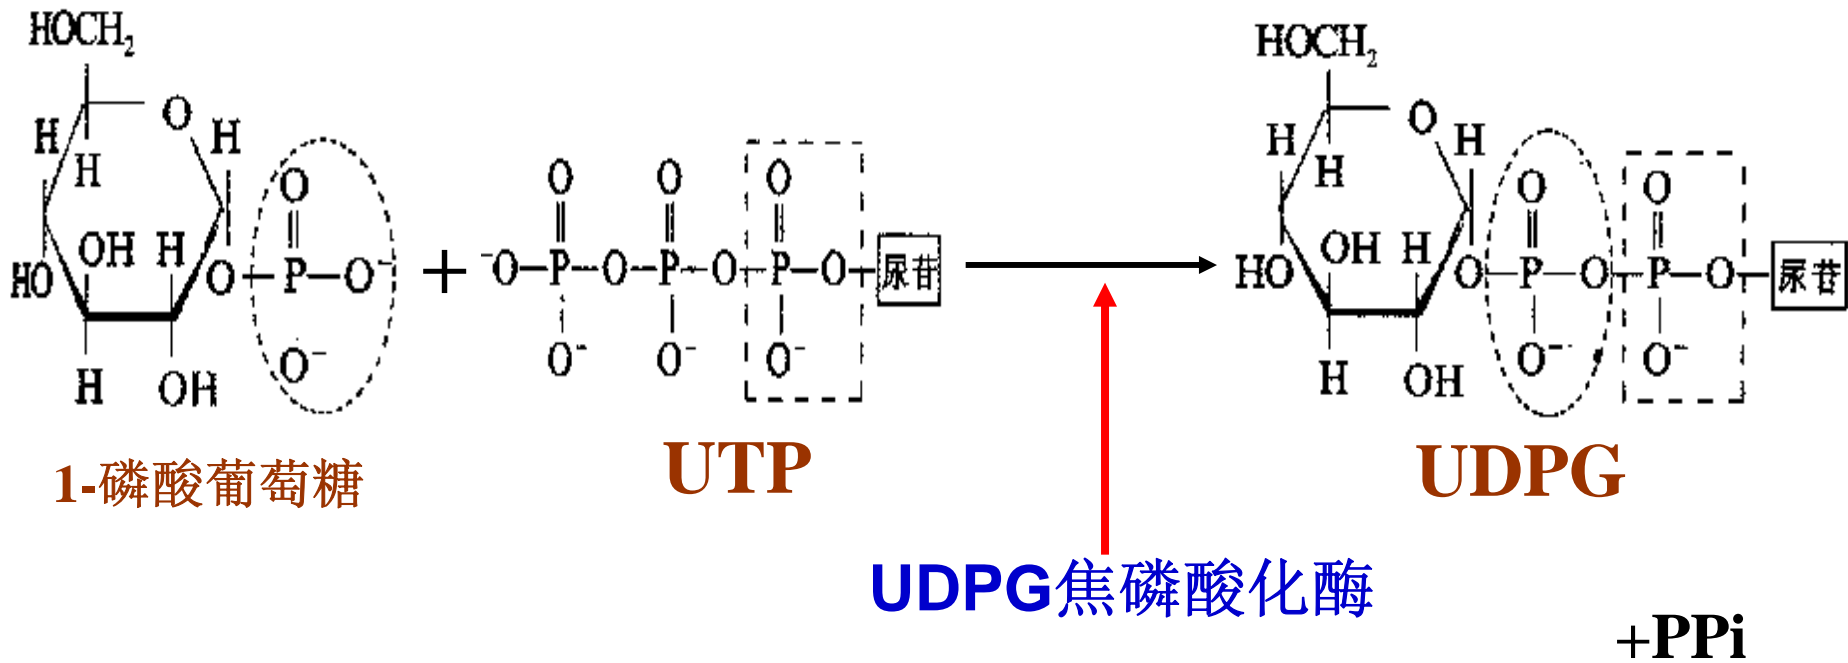 HOCH₂
O
H
H
H
O
OH
H
HO
O
P
O⁻
O⁻
H
OH
+
O
O
O
⁻O
P
O
P
O
P
O
尿苷
O⁻
O⁻
O⁻
HOCH₂
O
H
H
H
O
O
OH
H
HO
O
P
O
P
O
尿苷
O⁻
O⁻
H
OH
1-磷酸葡萄糖
UTP
UDPG
UDPG焦磷酸化酶
+PPi